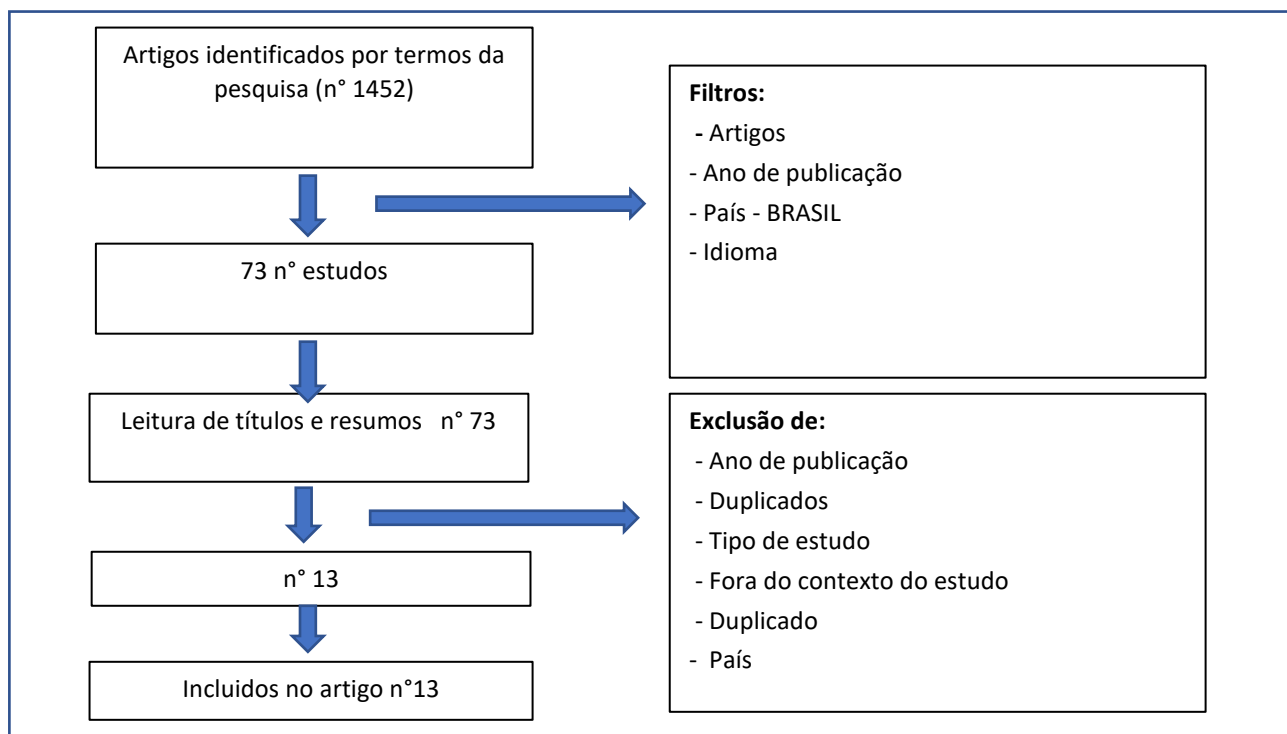 Artigos identificados por termos da
pesquisa (n° 1452)
Filtros:
- Artigos
- Ano de publicação
- País - BRASIL
- Idioma
73 n° estudos
Leitura de títulos e resumos n° 73
Exclusão de:
- Ano de publicação
- Duplicados
- Tipo de estudo
- Fora do contexto do estudo
- Duplicado
- País
n° 13
Incluidos no artigo n°13